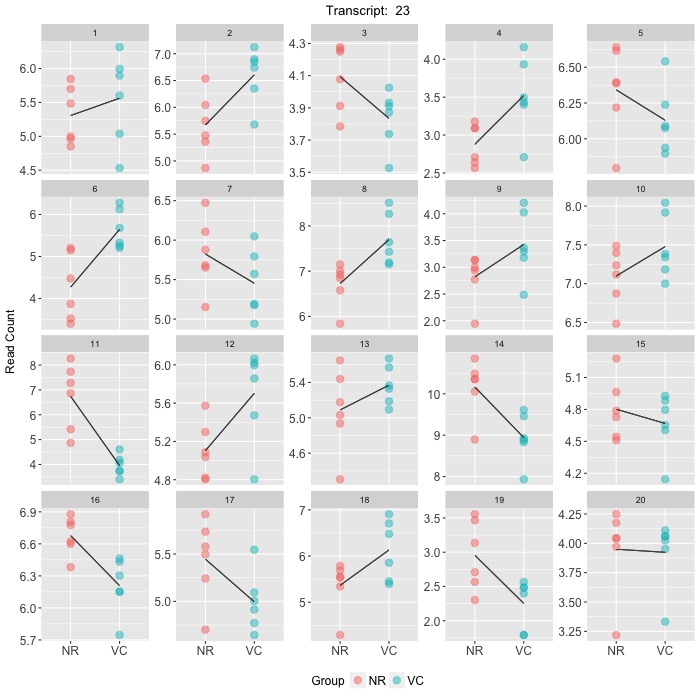 Transcript: 23
1 2 3 4 5
6.0 5.5 5.0 4.5
7.0 6.5 6.0 5.5 5.0
4.3 4.1 3.9 3.7 3.5
4.0 3.5 3.0 2.5
6.50 6.25 6.00
6 7 8 9 10
6 5 4
6.5 6.0 5.5 5.0
8 7 6
4.0 3.5 3.0 2.5 2.0
8.0 7.5 7.0 6.5
Read Count
11 12 13 14 15
8 7 6 5 4
6.0 5.6 5.2 4.8
5.4 5.0 4.6
10 9 8
5.1 4.8 4.5 4.2
16 17 18 19 20
6.9 6.6 6.3 6.0 5.7
5.5 5.0
7 6 5
3.5 3.0 2.5 2.0
4.25 4.00 3.75 3.50 3.25
NR VC NR VC NR VC NR VC NR VC
Group NR VC